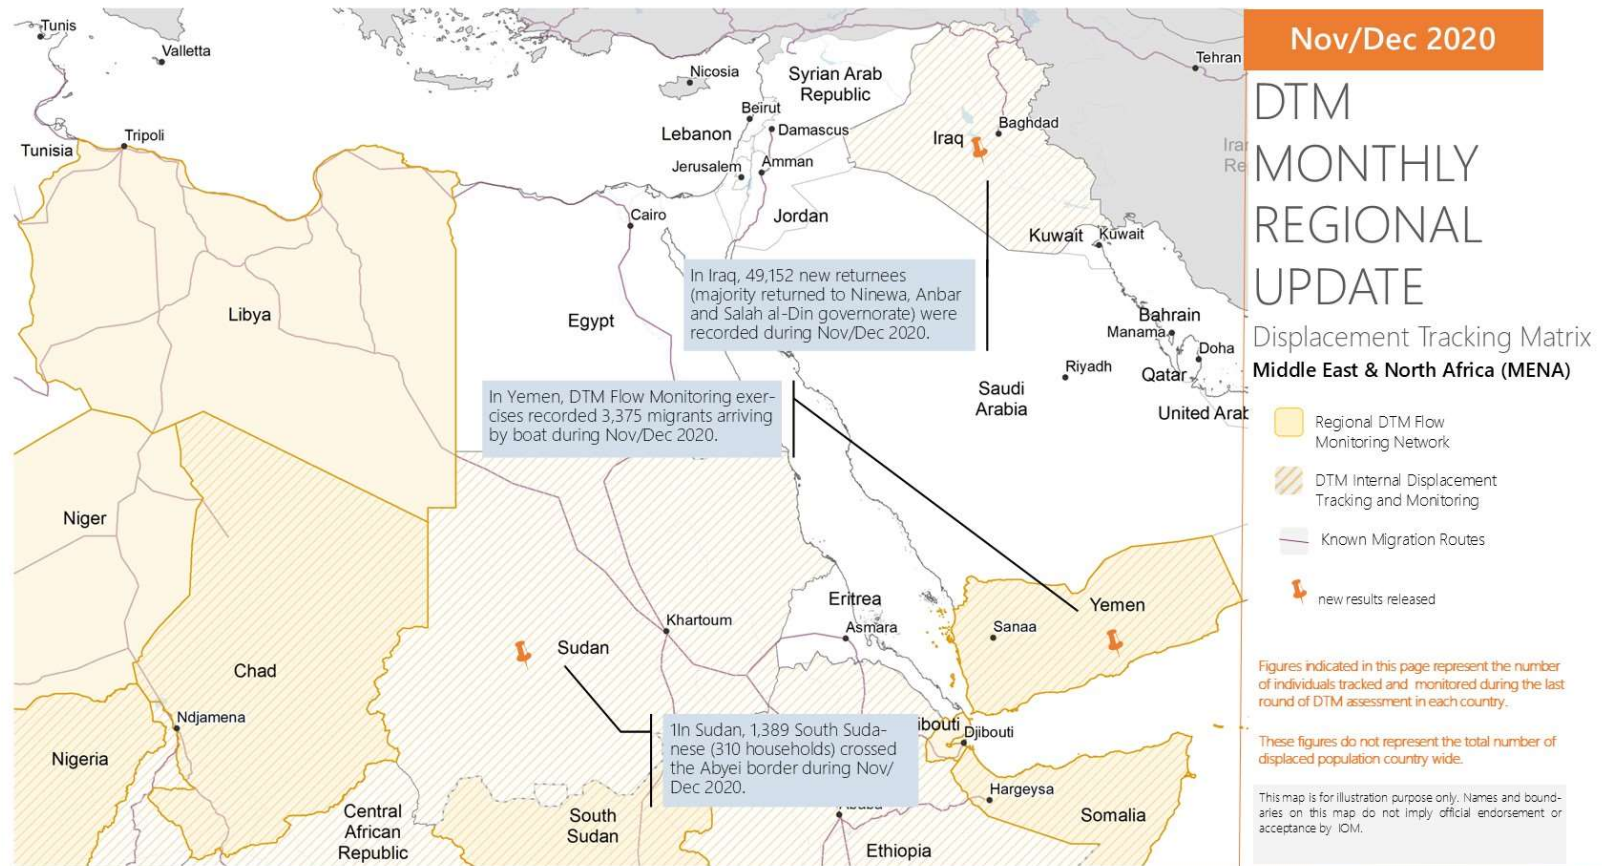 Tunis
Valletta
Nicosia
Syrian Arab
Republic
Tehran
Beirut
Lebanon
Damascus
Iraq
Baghdad
Tunisia
Tripoli
Jerusalem
Amman
Cairo
Jordan
Kuwait
Kuwait
In Iraq, 49,152 new returnees
(majority returned to Ninewa, Anbar
and Salah al-Din governorate) were
recorded during Nov/Dec 2020.
Libya
Egypt
Bahrain
Manama
Doha
Riyadh
Qatar
Saudi
Arabia
United Arab
In Yemen, DTM Flow Monitoring exer-
cises recorded 3,375 migrants arriving
by boat during Nov/Dec 2020.
Niger
Chad
Khartoum
Sudan
Eritrea
Asmara
Yemen
Sanaa
1In Sudan, 1,389 South Suda-
nese (310 households) crossed
the Abyei border during Nov/
Dec 2020.
Ndjamena
Nigeria
ibouti
Djibouti
Hargeysa
Somalia
Central
African
Republic
South
Sudan
Ethiopia
Nov/Dec 2020
DTM
MONTHLY
REGIONAL
UPDATE
Displacement Tracking Matrix
Middle East & North Africa (MENA)
Regional DTM Flow
Monitoring Network
DTM Internal Displacement
Tracking and Monitoring
Known Migration Routes
new results released
Figures indicated in this page represent the number
of individuals tracked and monitored during the last
round of DTM assessment in each country.
These figures do not represent the total number of
displaced population country wide.
This map is for illustration purpose only. Names and bound-
aries on this map do not imply official endorsement or
acceptance by IOM.